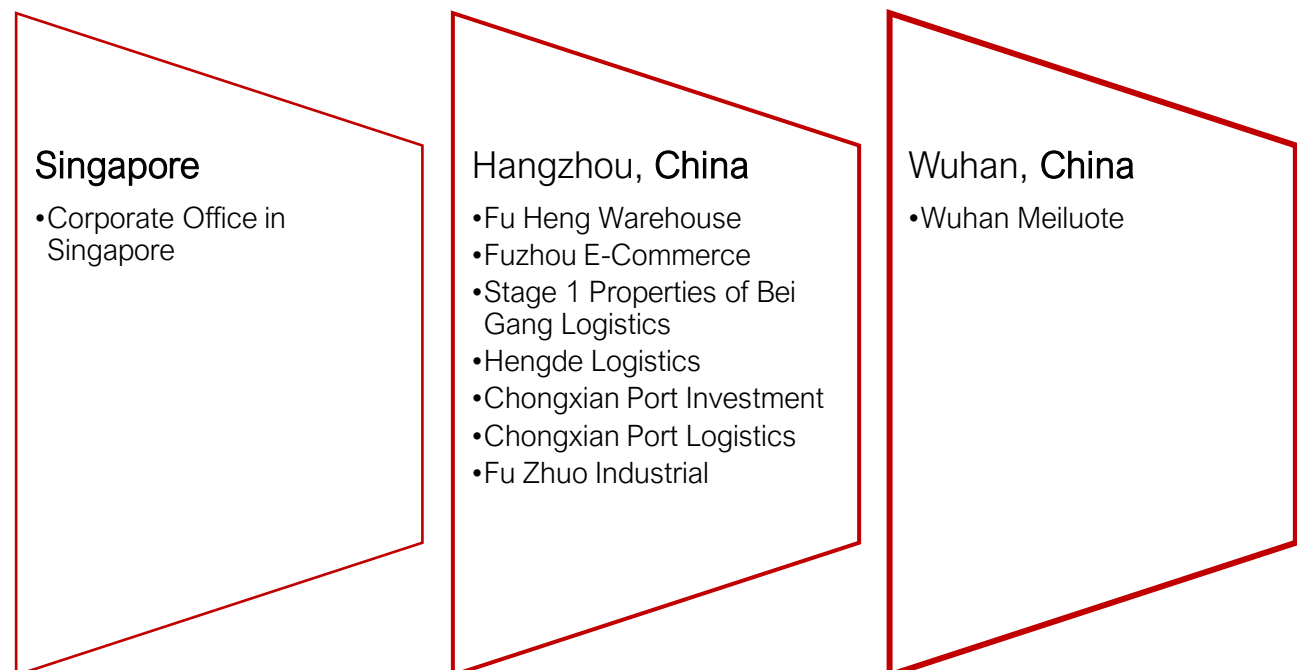 Singapore
•Corporate Office in
Singapore
Hangzhou, China
•Fu Heng Warehouse
•Fuzhou E-Commerce
•Stage 1 Properties of Bei
Gang Logistics
•Hengde Logistics
•Chongxian Port Investment
•Chongxian Port Logistics
•Fu Zhuo Industrial
Wuhan, China
•Wuhan Meiluote